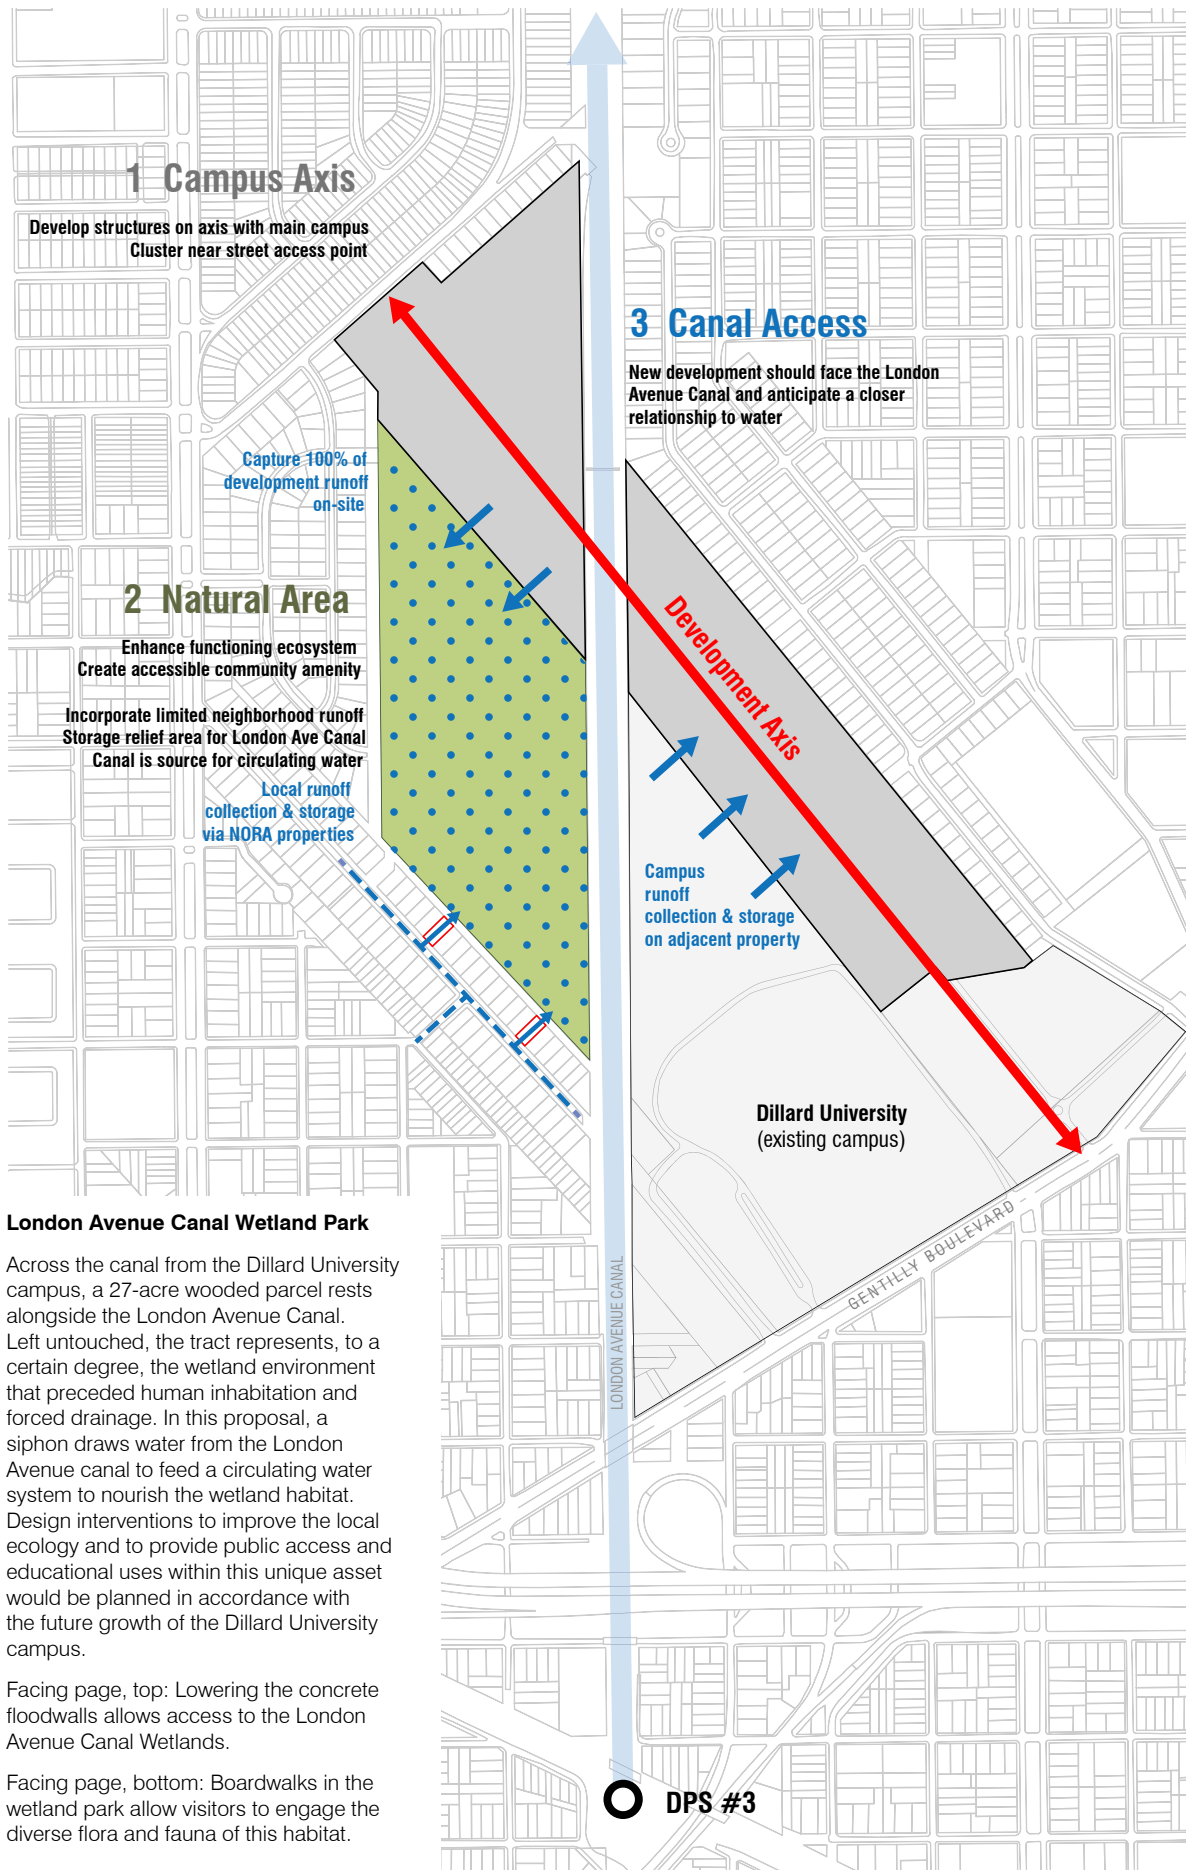 1 Campus Axis
Develop structures on axis with main campus
Cluster near street access point
3 Canal Access
New development should face the London
Avenue Canal and anticipate a closer
relationship to water
Capture 100% of
development runoff
on-site
2 Natural Area
Enhance functioning ecosystem
Create accessible community amenity
Incorporate limited neighborhood runoff
Storage relief area for London Ave Canal
Canal is source for circulating water
Local runoff
collection & storage
via NORA properties
Development Axis
Campus
runoff
collection & storage
on adjacent property
Dillard University
(existing campus)
GENTILLY BOULEVARD
LONDON AVENUE CANAL
London Avenue Canal Wetland Park
Across the canal from the Dillard University
campus, a 27-acre wooded parcel rests
alongside the London Avenue Canal.
Left untouched, the tract represents, to a
certain degree, the wetland environment
that preceded human inhabitation and
forced drainage. In this proposal, a
siphon draws water from the London
Avenue canal to feed a circulating water
system to nourish the wetland habitat.
Design interventions to improve the local
ecology and to provide public access and
educational uses within this unique asset
would be planned in accordance with
the future growth of the Dillard University
campus.
Facing page, top: Lowering the concrete
floodwalls allows access to the London
Avenue Canal Wetlands.
Facing page, bottom: Boardwalks in the
wetland park allow visitors to engage the
diverse flora and fauna of this habitat.
DPS #3